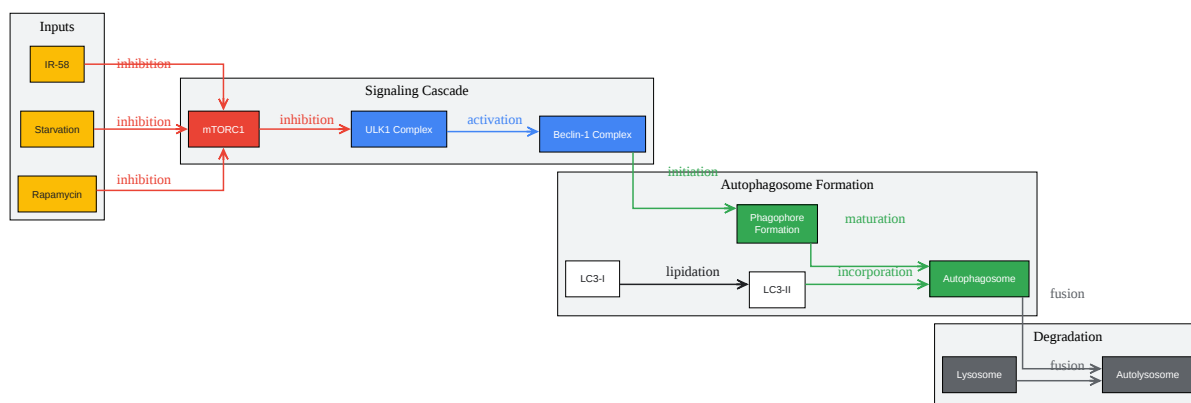 Inputs
IR-58
inhibition
Signaling Cascade
Starvation
inhibition
mTORC1
inhibition
ULK1 Complex
activation
Beclin-1 Complex
Rapamycin
inhibition
initiation
Autophagosome Formation
Phagophore
Formation
maturation
LC3-I
lipidation
LC3-II
incorporation
Autophagosome
fusion
Degradation
Lysosome
fusion
Autolysosome